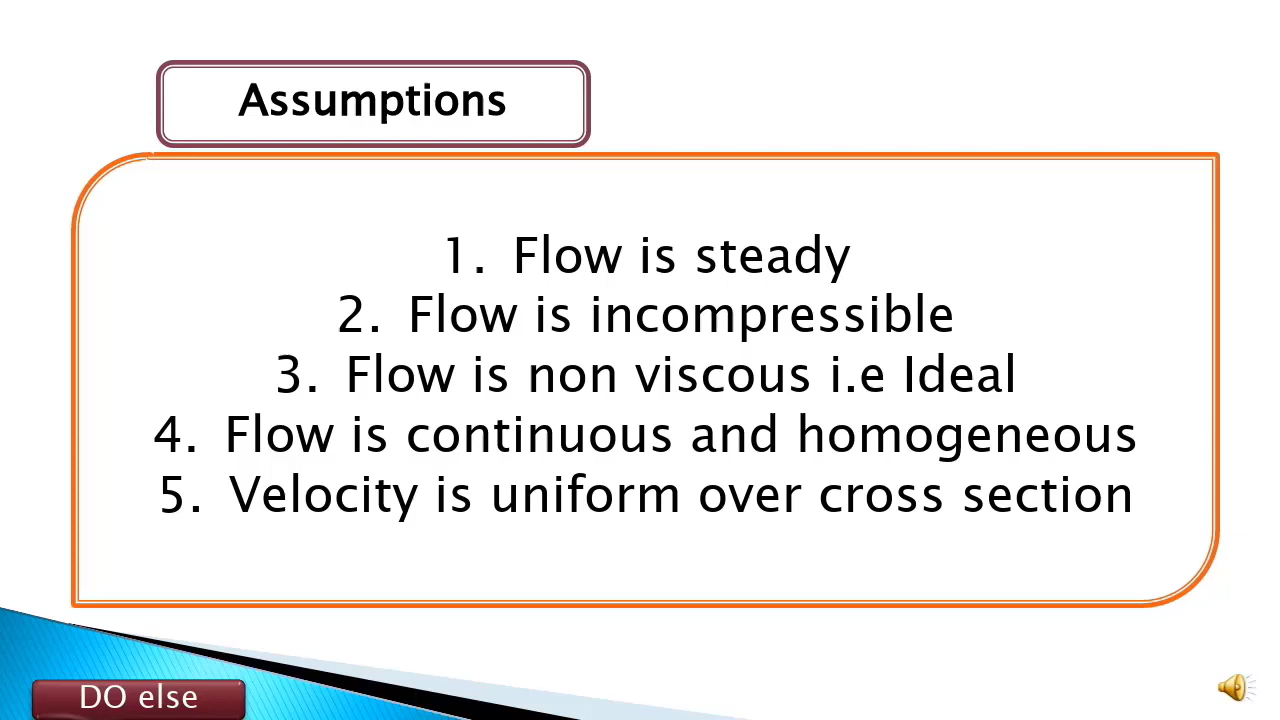 Assumptions
1. Flow is steady
2. Flow is incompressible
3. Flow is non viscous i.e Ideal
4. Flow is continuous and homogeneous
5. Velocity is uniform over cross section
DO else